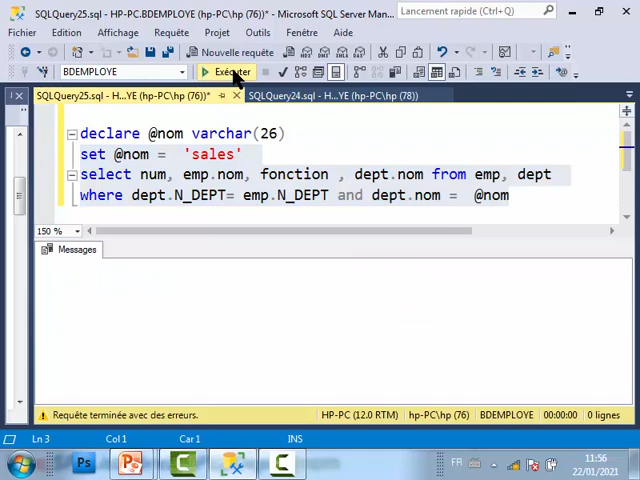 SQLQuery25.sql - HP-PC.BDEMPLOYE (hp-PC\hp (76))* - Microsoft SQL Server Man...
Lancement rapide (Ctrl+Q)
Fichier Edition Affichage Requête Projet Outils Fenêtre Aide
Nouvelle requête
BDEMPLOYE
Exécuter
SQLQuery25.sql - H...YE (hp-PC\hp (76))*
SQLQuery24.sql - H...YE (hp-PC\hp (78))
declare @nom varchar(26)
set @nom = 'sales'
select num, emp.nom, fonction , dept.nom from emp, dept
where dept.N_DEPT= emp.N_DEPT and dept.nom = @nom
150 %
Messages
Requête terminée avec des erreurs.
HP-PC (12.0 RTM)
hp-PC\hp (76)
BDEMPLOYE
00:00:00
0 lignes
Ln 3
Col 1
Car 1
INS
Ps
FR
11:56
22/01/2021